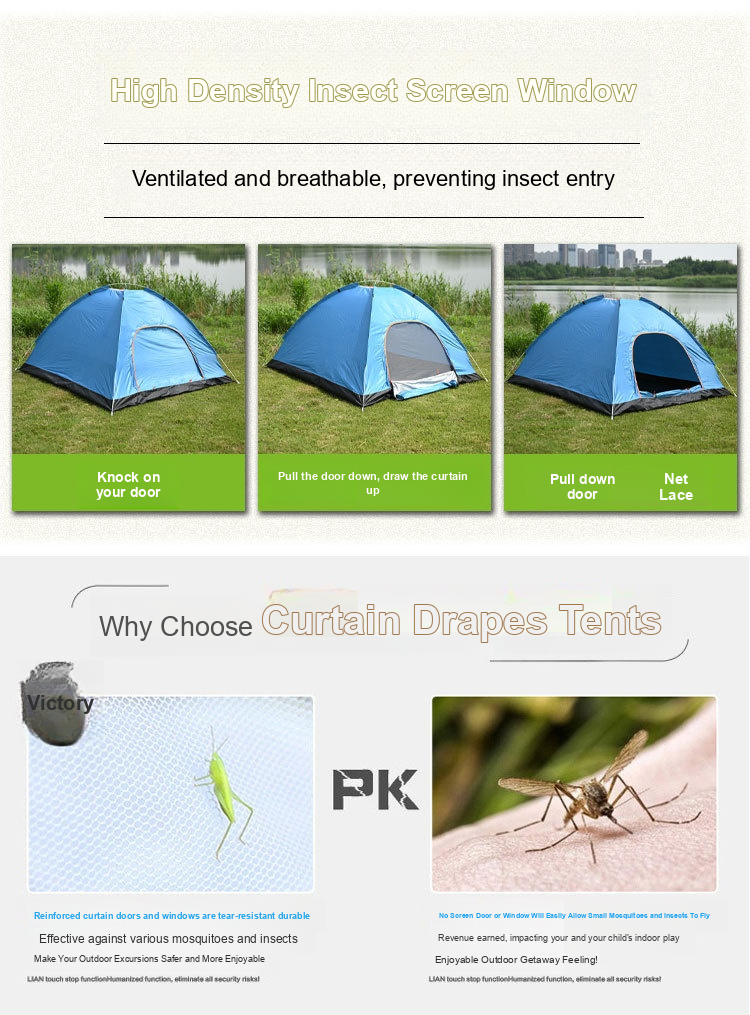 High Density Insect Screen Window
Ventilated and breathable, preventing insect entry
Knock on
your door
Pull the door down, draw the curtain
up
Pull down
door
Net
Lace
Why Choose Curtain Drapes Tents
Victory
PK
Reinforced curtain doors and windows are tear-resistant durable
Effective against various mosquitoes and insects
Make Your Outdoor Excursions Safer and More Enjoyable
LIAN touch stop functionHumanized function, eliminate all security risks!
No Screen Door or Window Will Easily Allow Small Mosquitoes and Insects To Fly
Revenue earned, impacting your and your child's indoor play
Enjoyable Outdoor Getaway Feeling!
LIAN touch stop functionHumanized function, eliminate all security risks!